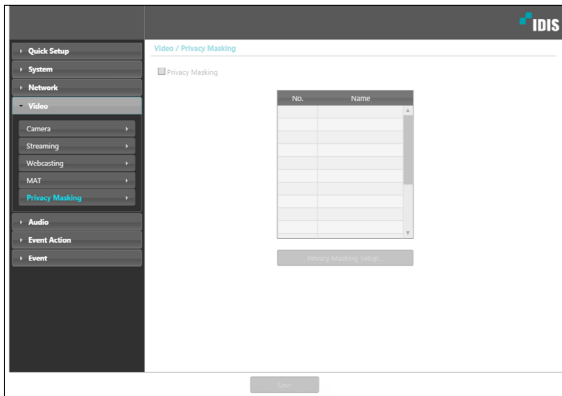 IDIS
Quick Setup
System
Network
Video
Camera
Streaming
Webcasting
MAT
Privacy Masking
Audio
Event Action
Event
Video / Privacy Masking
Privacy Masking
No. Name
Privacy Masking Setup...
Save